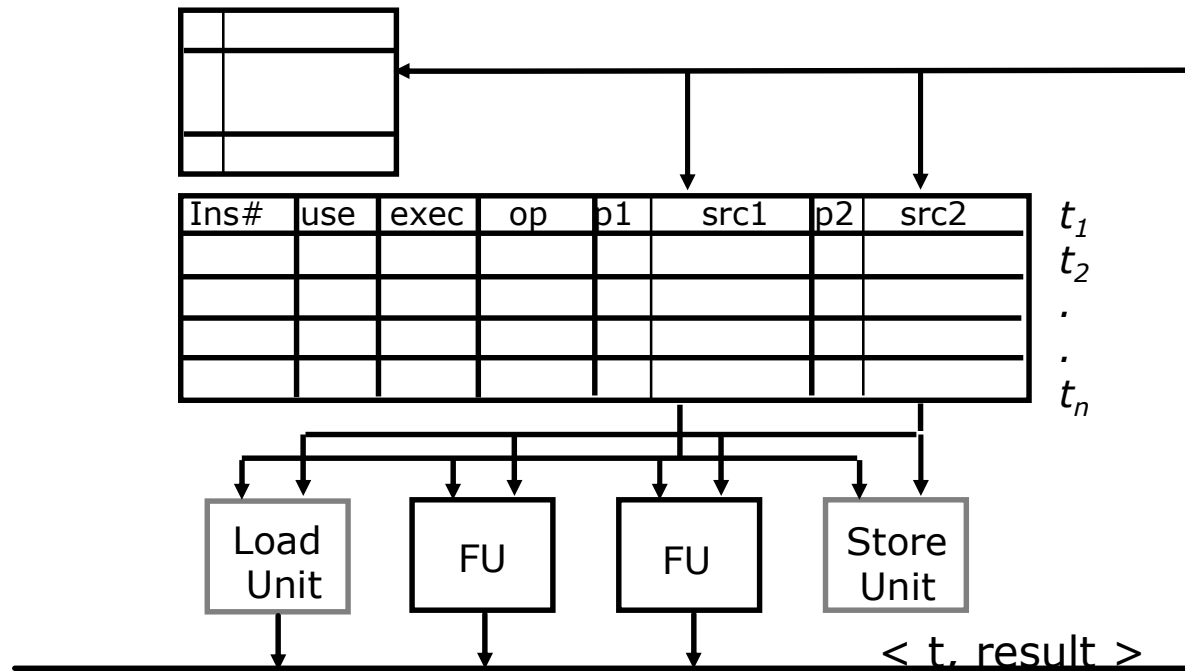 Ins# use exec op p1 src1 p2 src2
t₁
t₂
.
.
tₙ
Load Unit
FU
FU
Store Unit
< t, result >